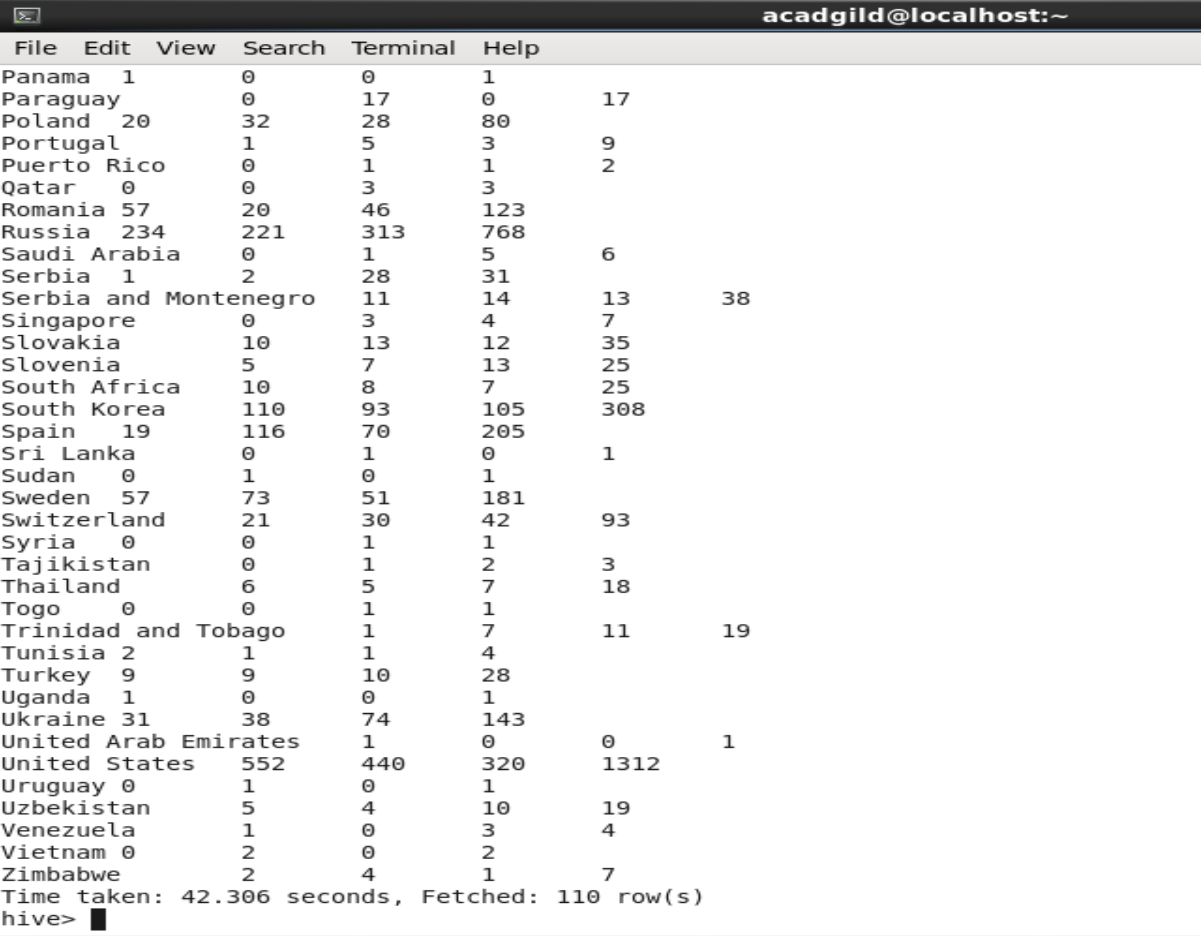 acadgild@localhost:~
File Edit View Search Terminal Help
Panama 1 0 0 1
Paraguay 0 17 0 17
Poland 20 32 28 80
Portugal 1 5 3 9
Puerto Rico 0 1 1 2
Qatar 0 0 3 3
Romania 57 20 46 123
Russia 234 221 313 768
Saudi Arabia 0 1 5 6
Serbia 1 2 28 31
Serbia and Montenegro 11 14 13 38
Singapore 0 3 4 7
Slovakia 10 13 12 35
Slovenia 5 7 13 25
South Africa 10 8 7 25
South Korea 110 93 105 308
Spain 19 116 70 205
Sri Lanka 0 1 0 1
Sudan 0 1 0 1
Sweden 57 73 51 181
Switzerland 21 30 42 93
Syria 0 0 1 1
Tajikistan 0 1 2 3
Thailand 6 5 7 18
Togo 0 0 1 1
Trinidad and Tobago 1 7 11 19
Tunisia 2 1 1 4
Turkey 9 9 10 28
Uganda 1 0 0 1
Ukraine 31 38 74 143
United Arab Emirates 1 0 0 1
United States 552 440 320 1312
Uruguay 0 1 0 1
Uzbekistan 5 4 10 19
Venezuela 1 0 3 4
Vietnam 0 2 0 2
Zimbabwe 2 4 1 7
Time taken: 42.306 seconds, Fetched: 110 row(s)
hive>